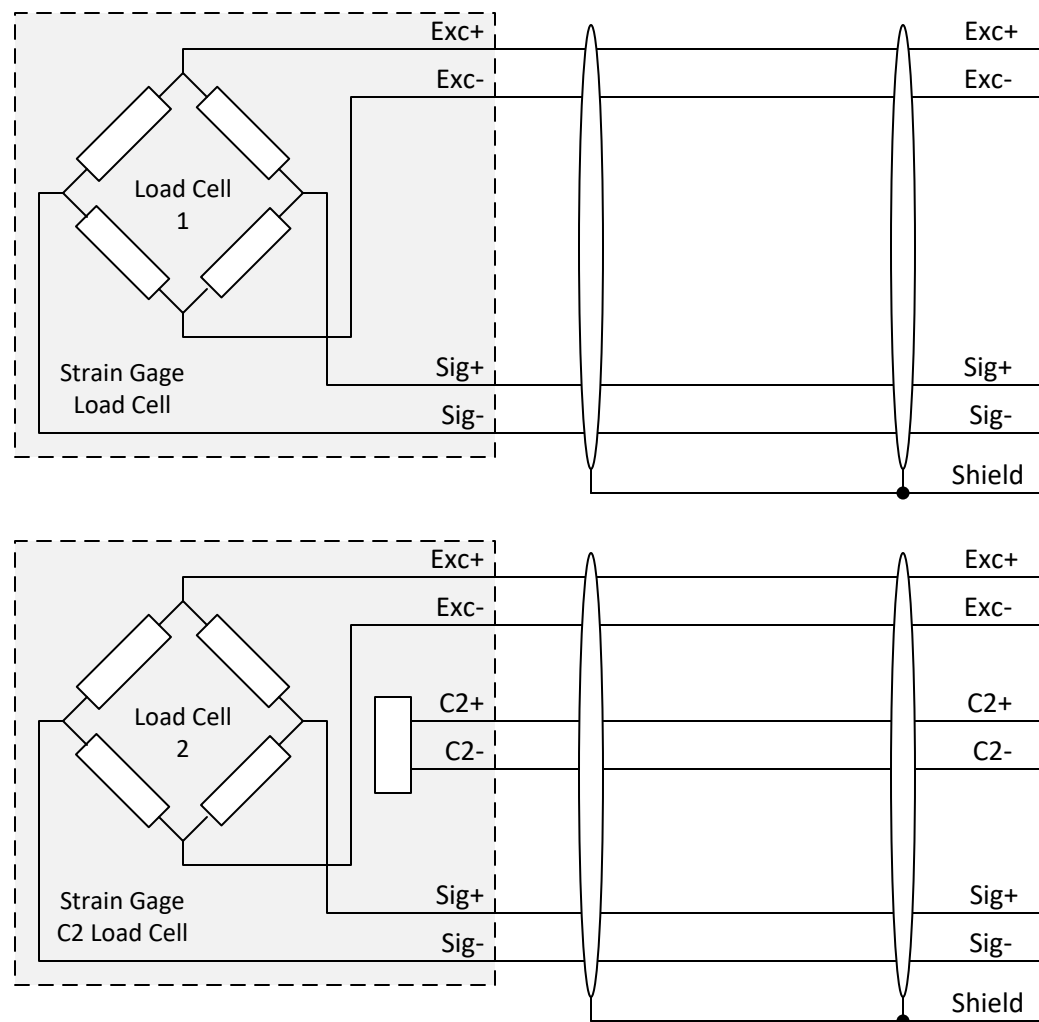 Exc+ Exc+
Exc- Exc-
Load Cell
1
Strain Gage
Load Cell
Sig+ Sig+
Sig- Sig-
Shield
Exc+ Exc+
Exc- Exc-
C2+ C2+
Load Cell
2
C2- C2-
Strain Gage
C2 Load Cell
Sig+ Sig+
Sig- Sig-
Shield